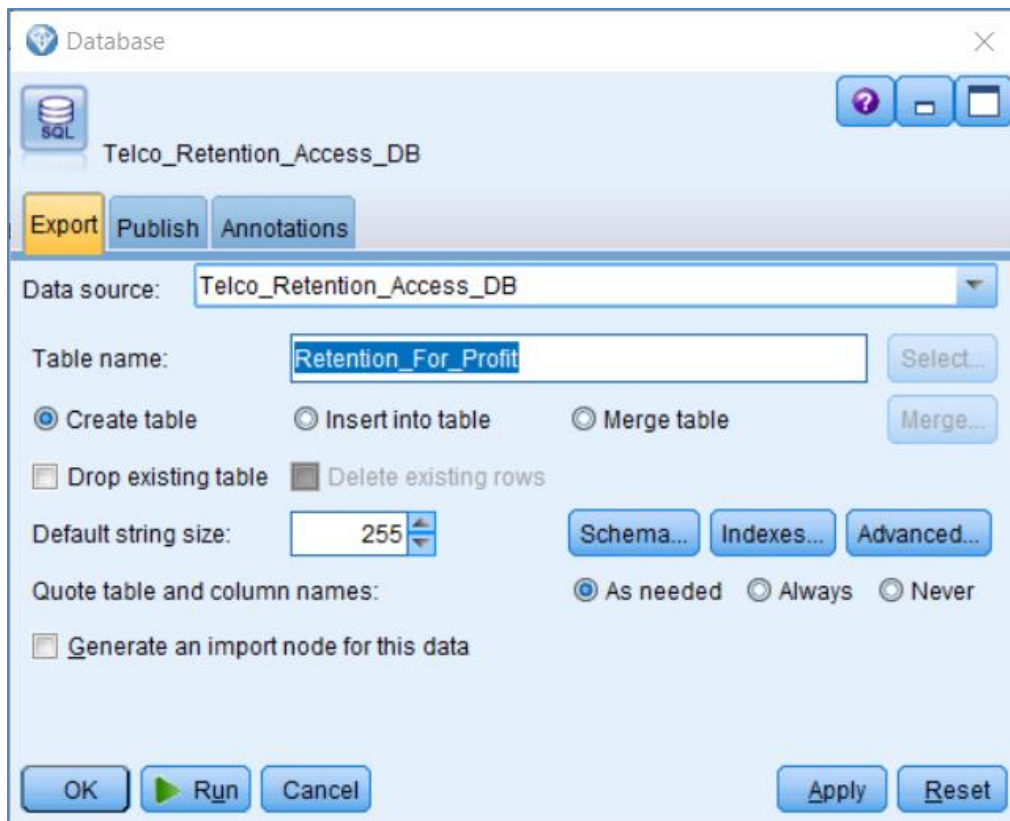 Database
SQL
Telco_Retention_Access_DB
Export Publish Annotations
Data source: Telco_Retention_Access_DB
Table name: Retention_For_Profit Select...
Create table Insert into table Merge table Merge...
Drop existing table Delete existing rows
Default string size: 255 Schema... Indexes... Advanced...
Quote table and column names: As needed Always Never
Generate an import node for this data
OK Run Cancel Apply Reset